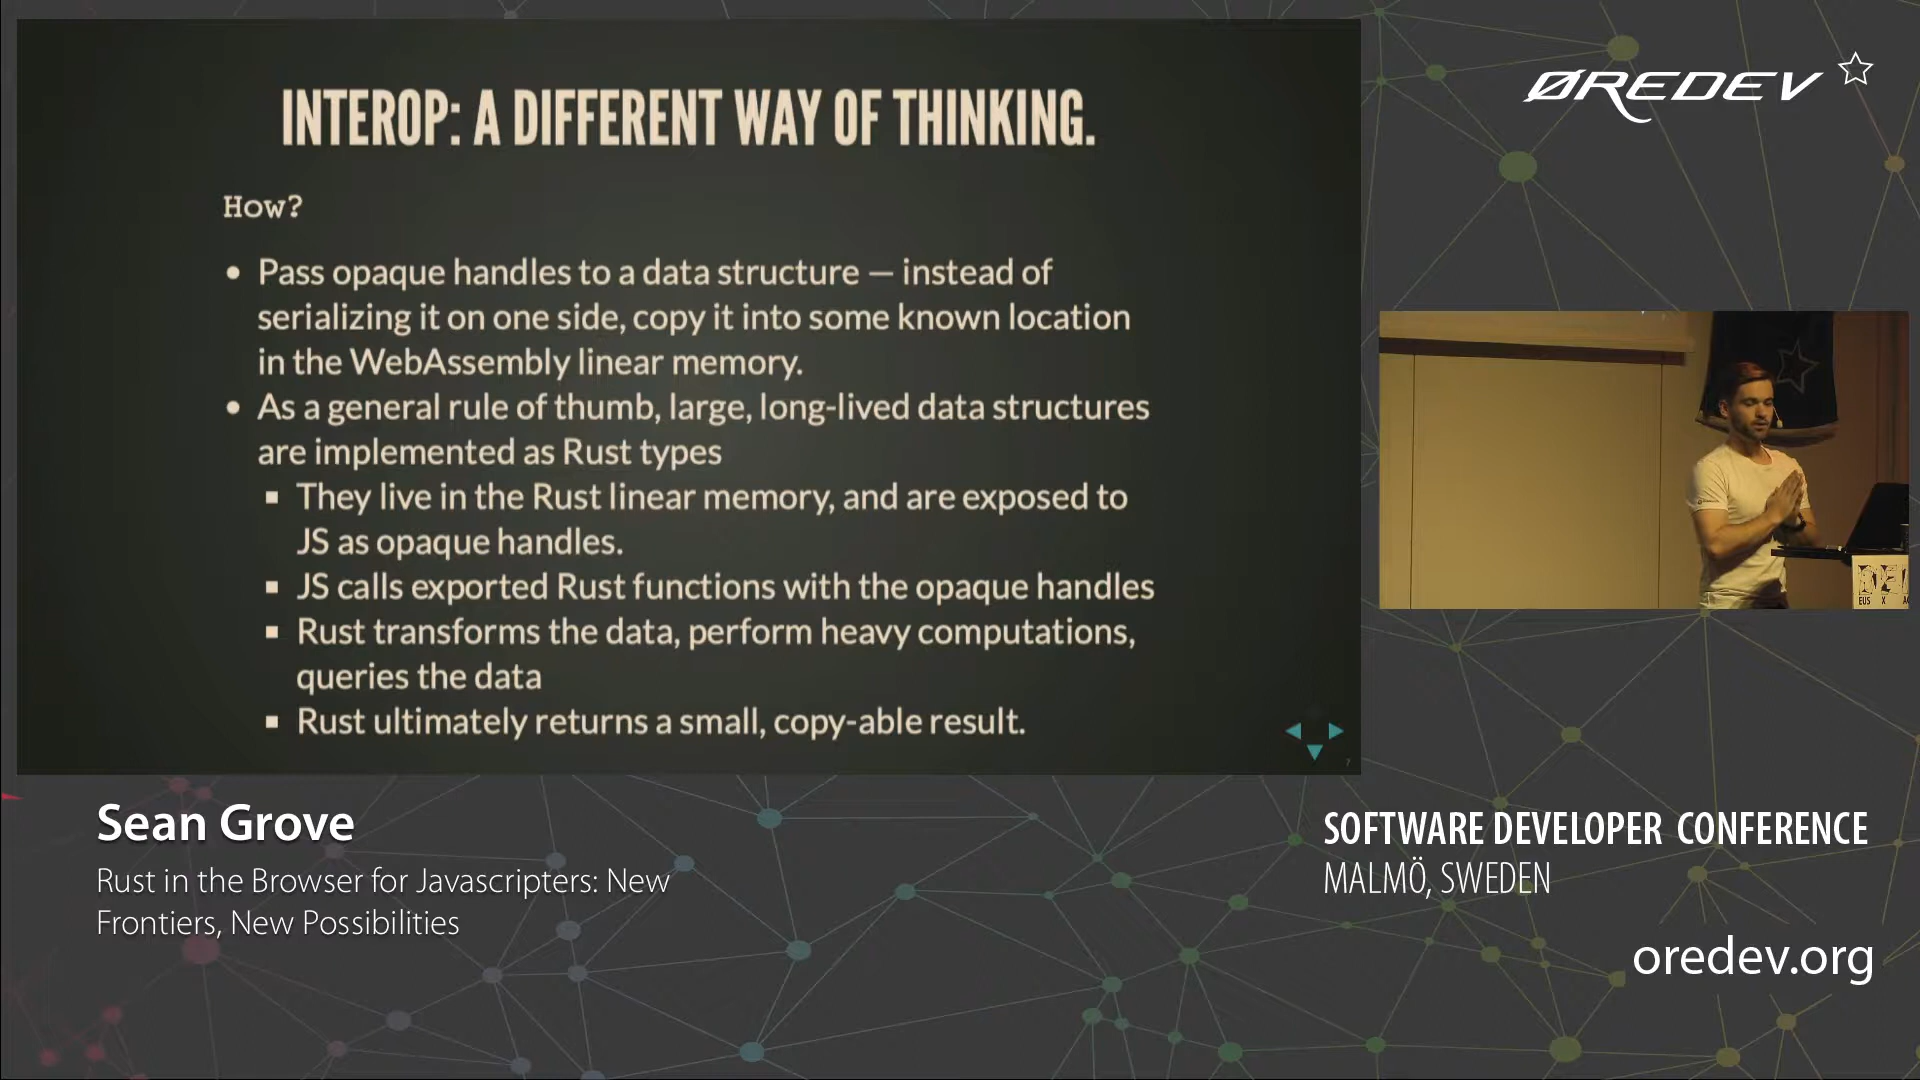 INTEROP: A DIFFERENT WAY OF THINKING.
How?
• Pass opaque handles to a data structure — instead of
serializing it on one side, copy it into some known location
in the WebAssembly linear memory.
• As a general rule of thumb, large, long-lived data structures
are implemented as Rust types
▪ They live in the Rust linear memory, and are exposed to
JS as opaque handles.
▪ JS calls exported Rust functions with the opaque handles
▪ Rust transforms the data, perform heavy computations,
queries the data
▪ Rust ultimately returns a small, copy-able result.
7
ØREDEV
EUS X
Sean Grove
Rust in the Browser for Javascripters: New
Frontiers, New Possibilities
SOFTWARE DEVELOPER CONFERENCE
MALMÖ, SWEDEN
oredev.org